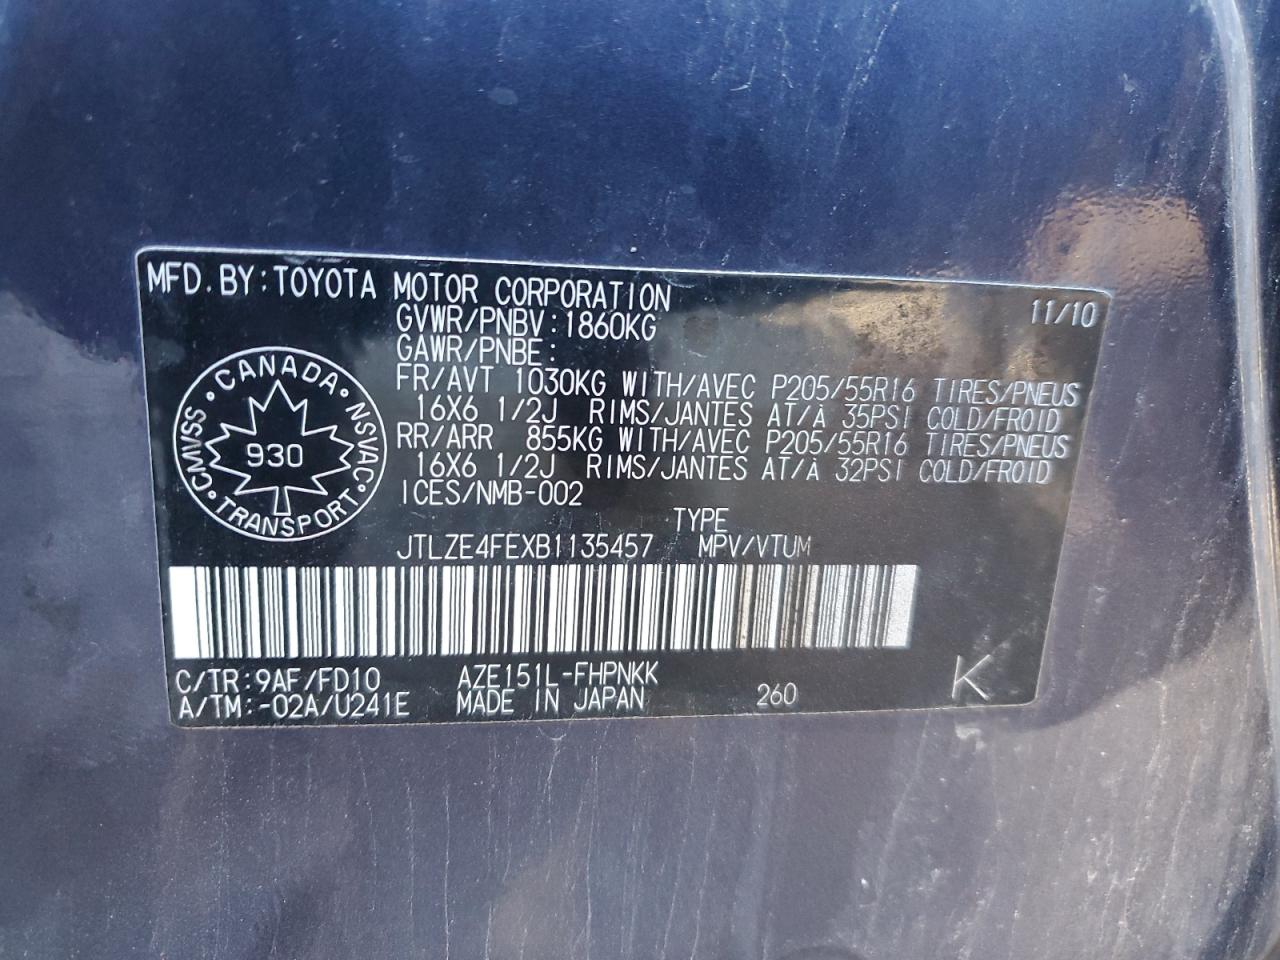 MFD. BY: TOYOTA MOTOR CORPORATION 11/10
GVWR/PNBV: 1860KG
GAWR/PNBE:
FR/AVT 1030KG WITH/AVEC P205/55R16 TIRES/PNEUS
16X6 1/2J RIMS/JANTES AT/À 35PSI COLD/FROID
RR/ARR 855KG WITH/AVEC P205/55R16 TIRES/PNEUS
16X6 1/2J RIMS/JANTES AT/À 32PSI COLD/FROID
ICES/NMB-002
CANADA · NSVAC · TRANSPORT · CMVSS ·
930
TYPE
JTLZE4FEXB1135457 MPV/VTUM
C/TR: 9AF/FD10 AZE151L-FHPNKK
A/TM: -02A/U241E MADE IN JAPAN 260 K